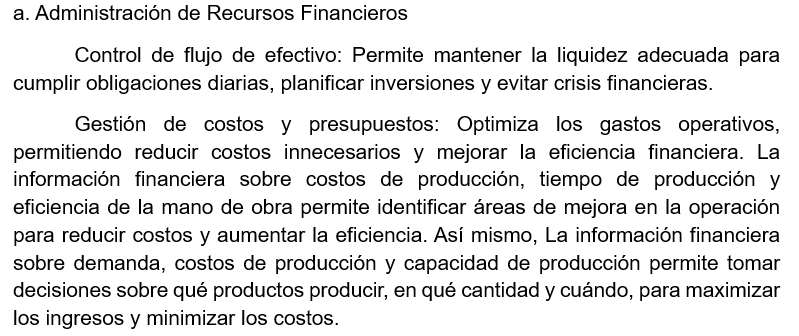 a. Administración de Recursos Financieros
Control de flujo de efectivo: Permite mantener la liquidez adecuada para
cumplir obligaciones diarias, planificar inversiones y evitar crisis financieras.
Gestión de costos y presupuestos: Optimiza los gastos operativos,
permitiendo reducir costos innecesarios y mejorar la eficiencia financiera. La
información financiera sobre costos de producción, tiempo de producción y
eficiencia de la mano de obra permite identificar áreas de mejora en la operación
para reducir costos y aumentar la eficiencia. Así mismo, La información financiera
sobre demanda, costos de producción y capacidad de producción permite tomar
decisiones sobre qué productos producir, en qué cantidad y cuándo, para maximizar
los ingresos y minimizar los costos.